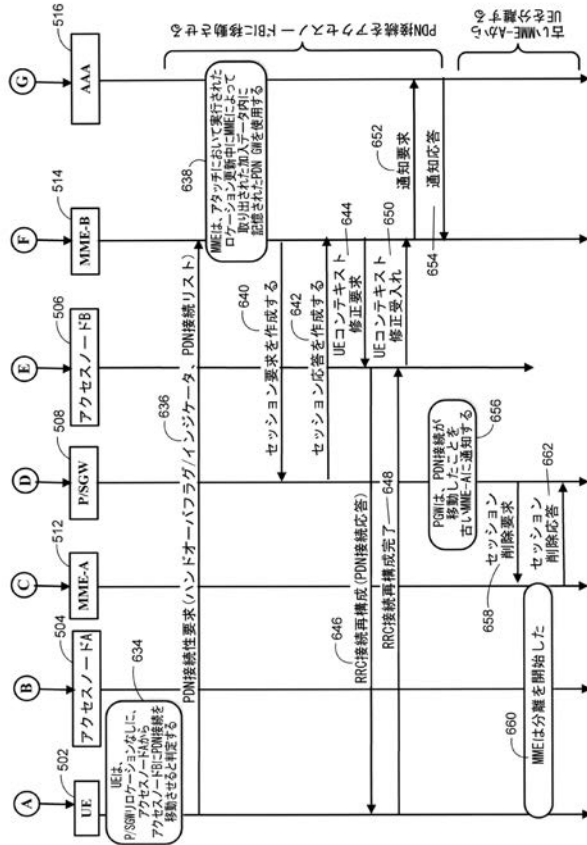 A
B
C
D
E
F
G
502
504
512
508
506
514
516
UE
アクセスノードA
MME-A
P/SGW
アクセスノードB
MME-B
AAA
UEは、
P/SGWリロケーションなしに、
アクセスノードAから
アクセスノードBにPDN接続を
移動させると判定する
634
PDN接続性要求(ハンドオーバフラグ/インジケータ、PDN接続リスト)
636
MMEは、アタッチにおいて実行された
ロケーション更新中にMMEによって
取り出された加入データ内に
記憶されたPDN GWを使用する
638
セッション要求を作成する
640
セッション応答を作成する
642
UEコンテキスト
修正要求
644
RRC接続再構成(PDN接続応答)
646
RRC接続再構成完了
648
UEコンテキスト
修正受入れ
650
通知要求
652
通知応答
654
PDN接続をアクセスノードBに移動させる
PGWは、PDN接続が
移動したことを
古いMME-Aに通知する
656
セッション
削除要求
658
MMEは分離を開始した
660
セッション
削除応答
662
古いMME-Aから
UEを分離する